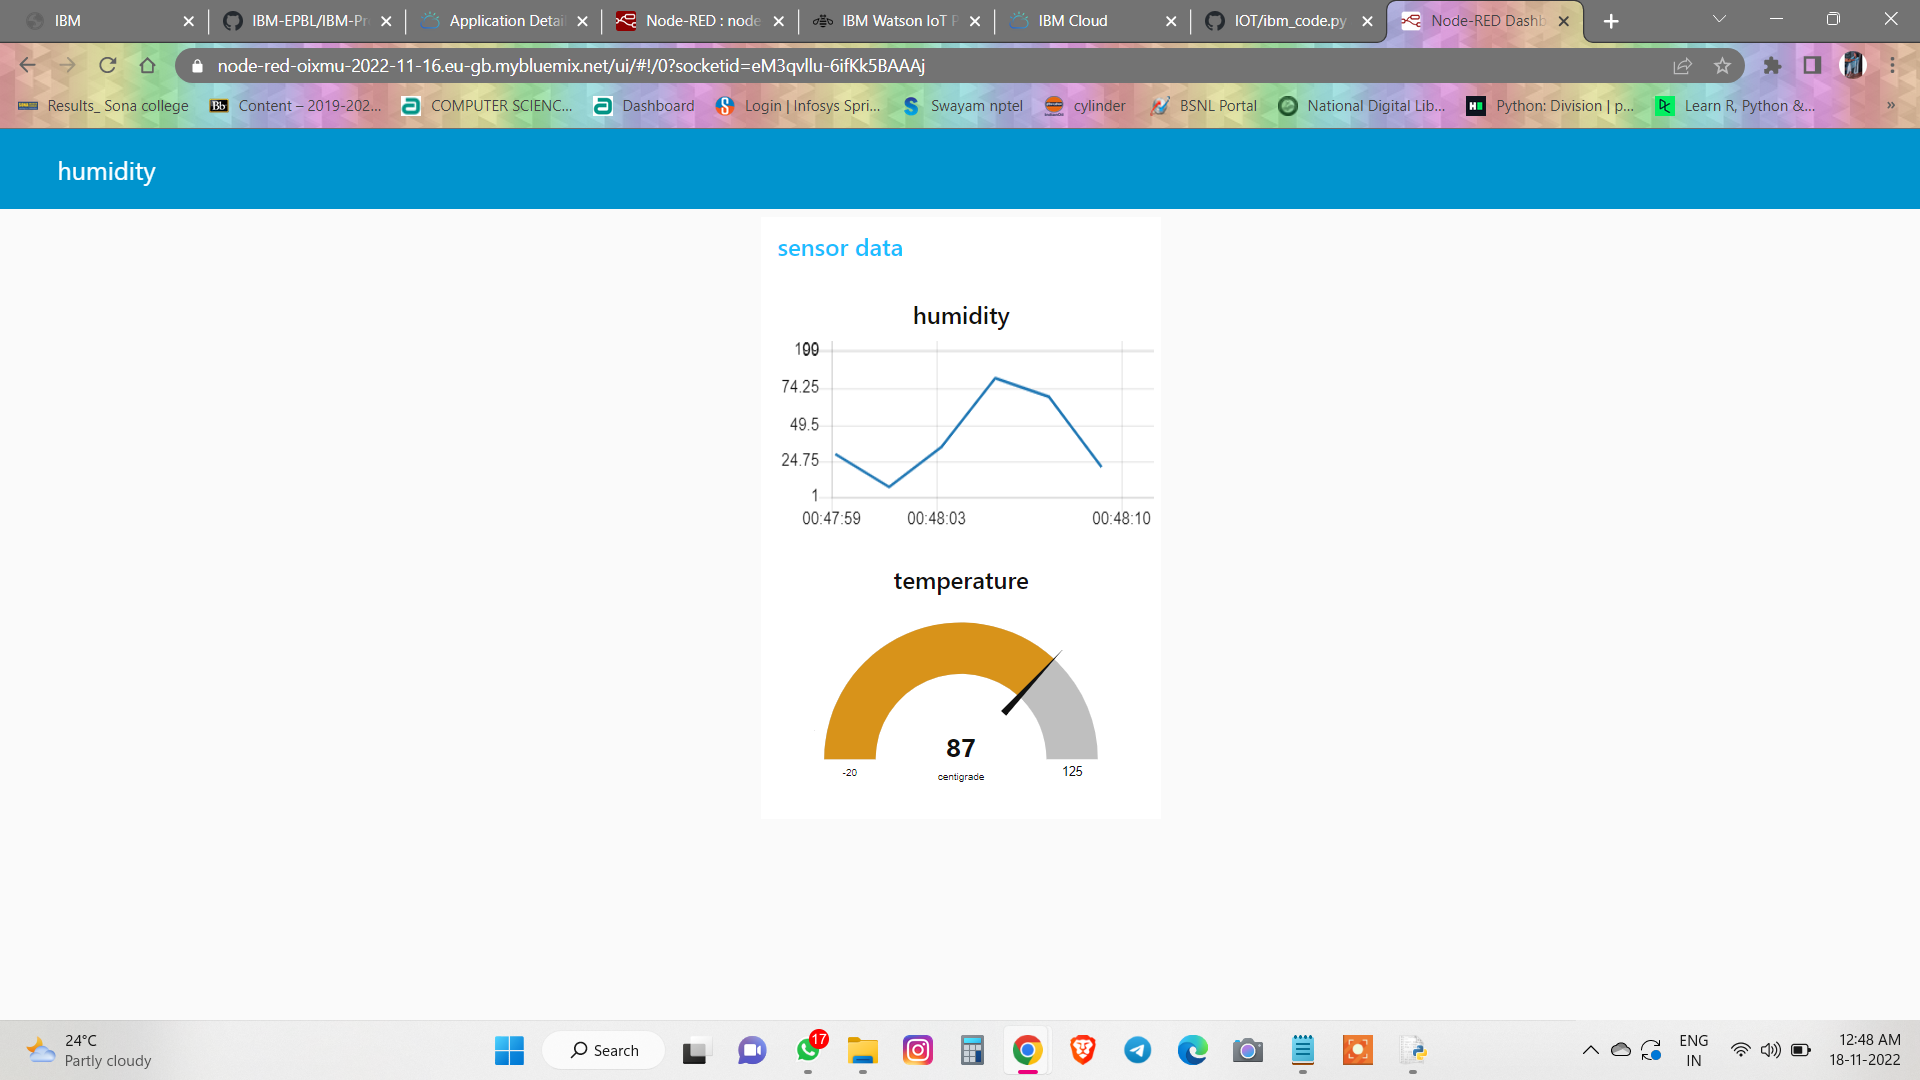 IBM
IBM-EPBL/IBM-Pr
Application Detail
Node-RED : node
IBM Watson IoT P
IBM Cloud
IOT/ibm_code.py
Node-RED Dashb
node-red-oixmu-2022-11-16.eu-gb.mybluemix.net/ui/#!/0?socketid=eM3qvllu-6ifKk5BAAAj
Results_ Sona college
Bb
Content – 2019-202...
COMPUTER SCIENC...
Dashboard
Login | Infosys Spri...
Swayam nptel
cylinder
BSNL Portal
National Digital Lib...
Python: Division | p...
Learn R, Python &...
»
humidity
sensor data
humidity
100
99
74.25
49.5
24.75
1
00:47:59 00:48:03 00:48:10
temperature
87
-20 centigrade 125
24°C
Partly cloudy
Search
17
ENG
IN
12:48 AM
18-11-2022